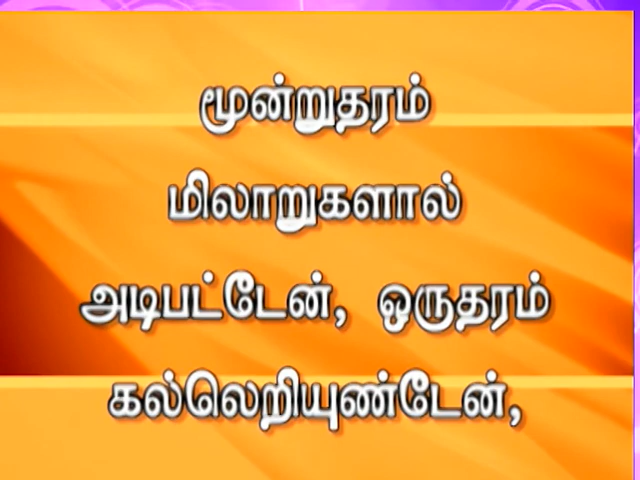 மூன்றுதரம்
மிலாறுகளால்
அடிபட்டேன், ஒருதரம்
கல்லெறியுண்டேன்,